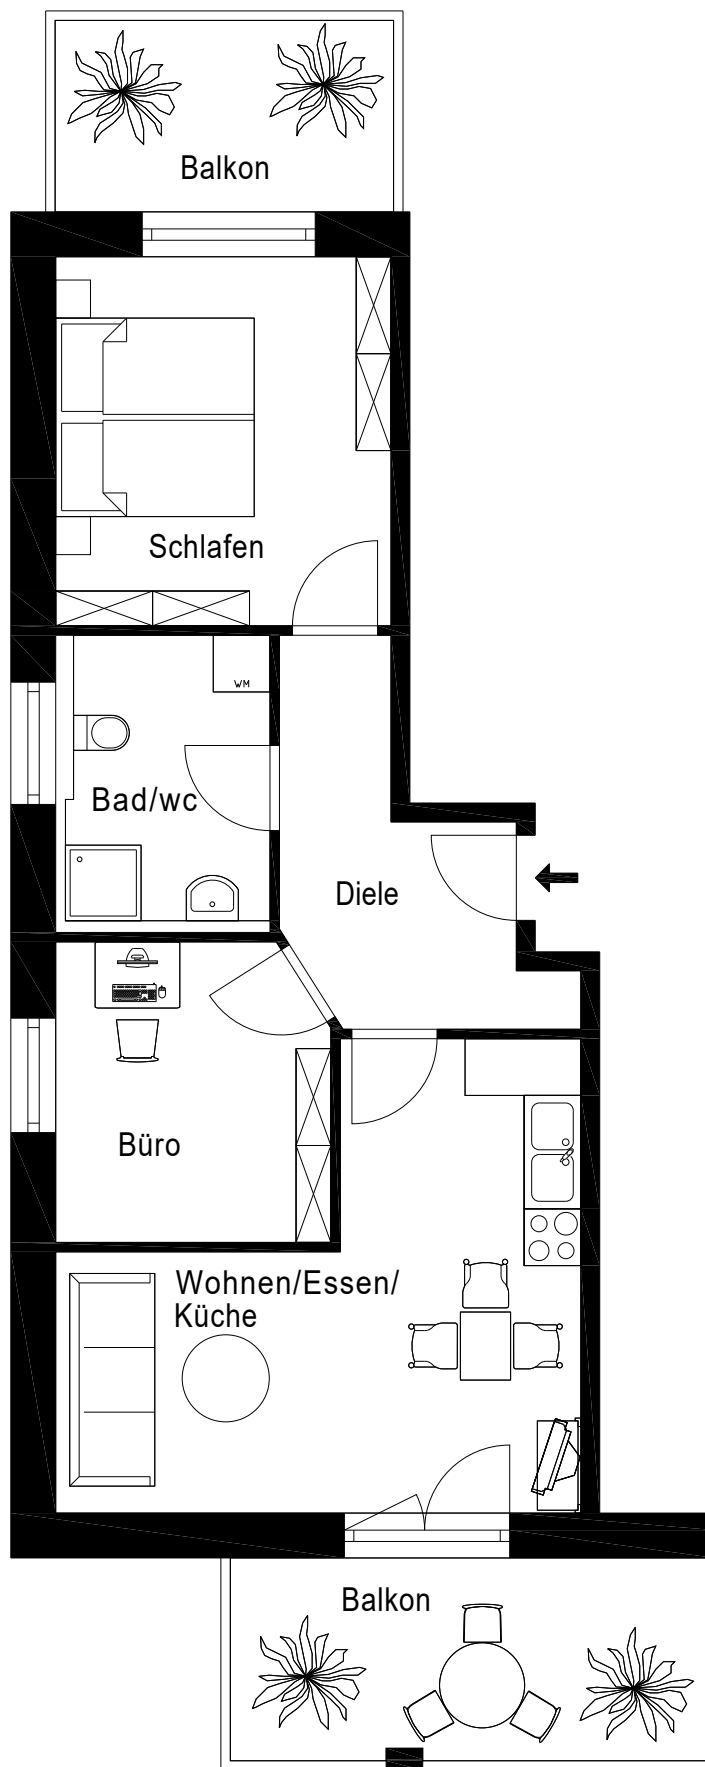 Balkon
Schlafen
WM
Bad/wc
Diele
Büro
Wohnen/Essen/
Küche
Balkon